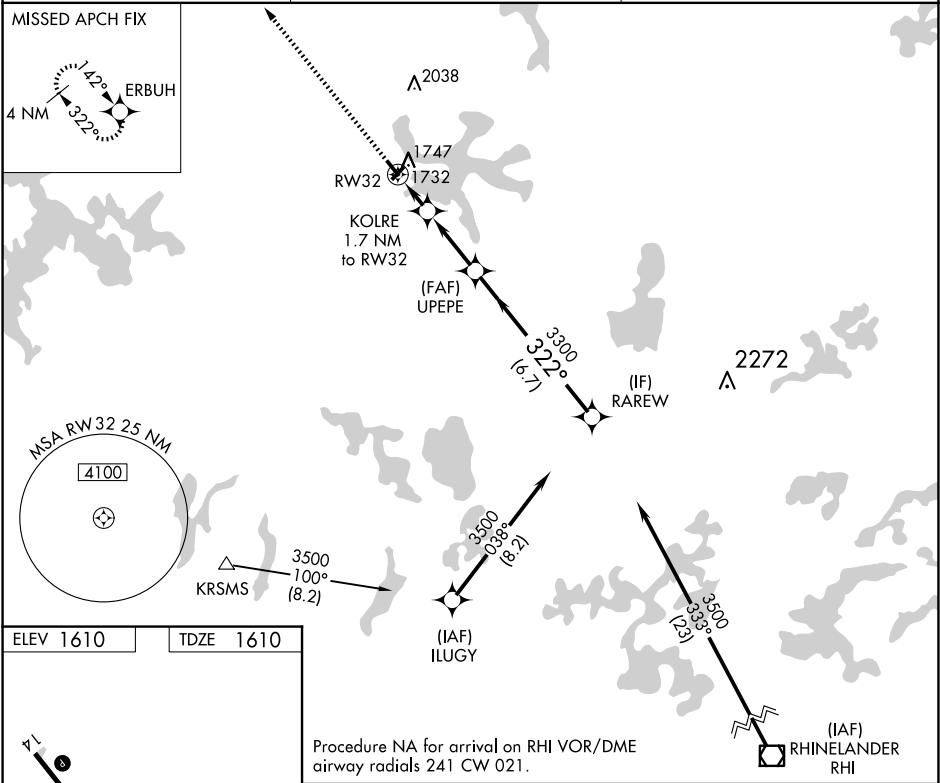 MISSED APCH FIX
142°
ERBUH
4 NM
322°
2038
1747
RW32
1732
KOLRE
1.7 NM
to RW32
(FAF)
UPEPE
3300
322°
(6.7)
(IF)
RAREW
2272
MSA RW32 25 NM
4100
3500
038°
(8.2)
3500
100°
(8.2)
KRSMS
(IAF)
ILUGY
3500
333°
(23)
ELEV 1610
TDZE 1610
(IAF)
RHINELANDER
RHI
14
P
Procedure NA for arrival on RHI VOR/DME
airway radials 241 CW 021.